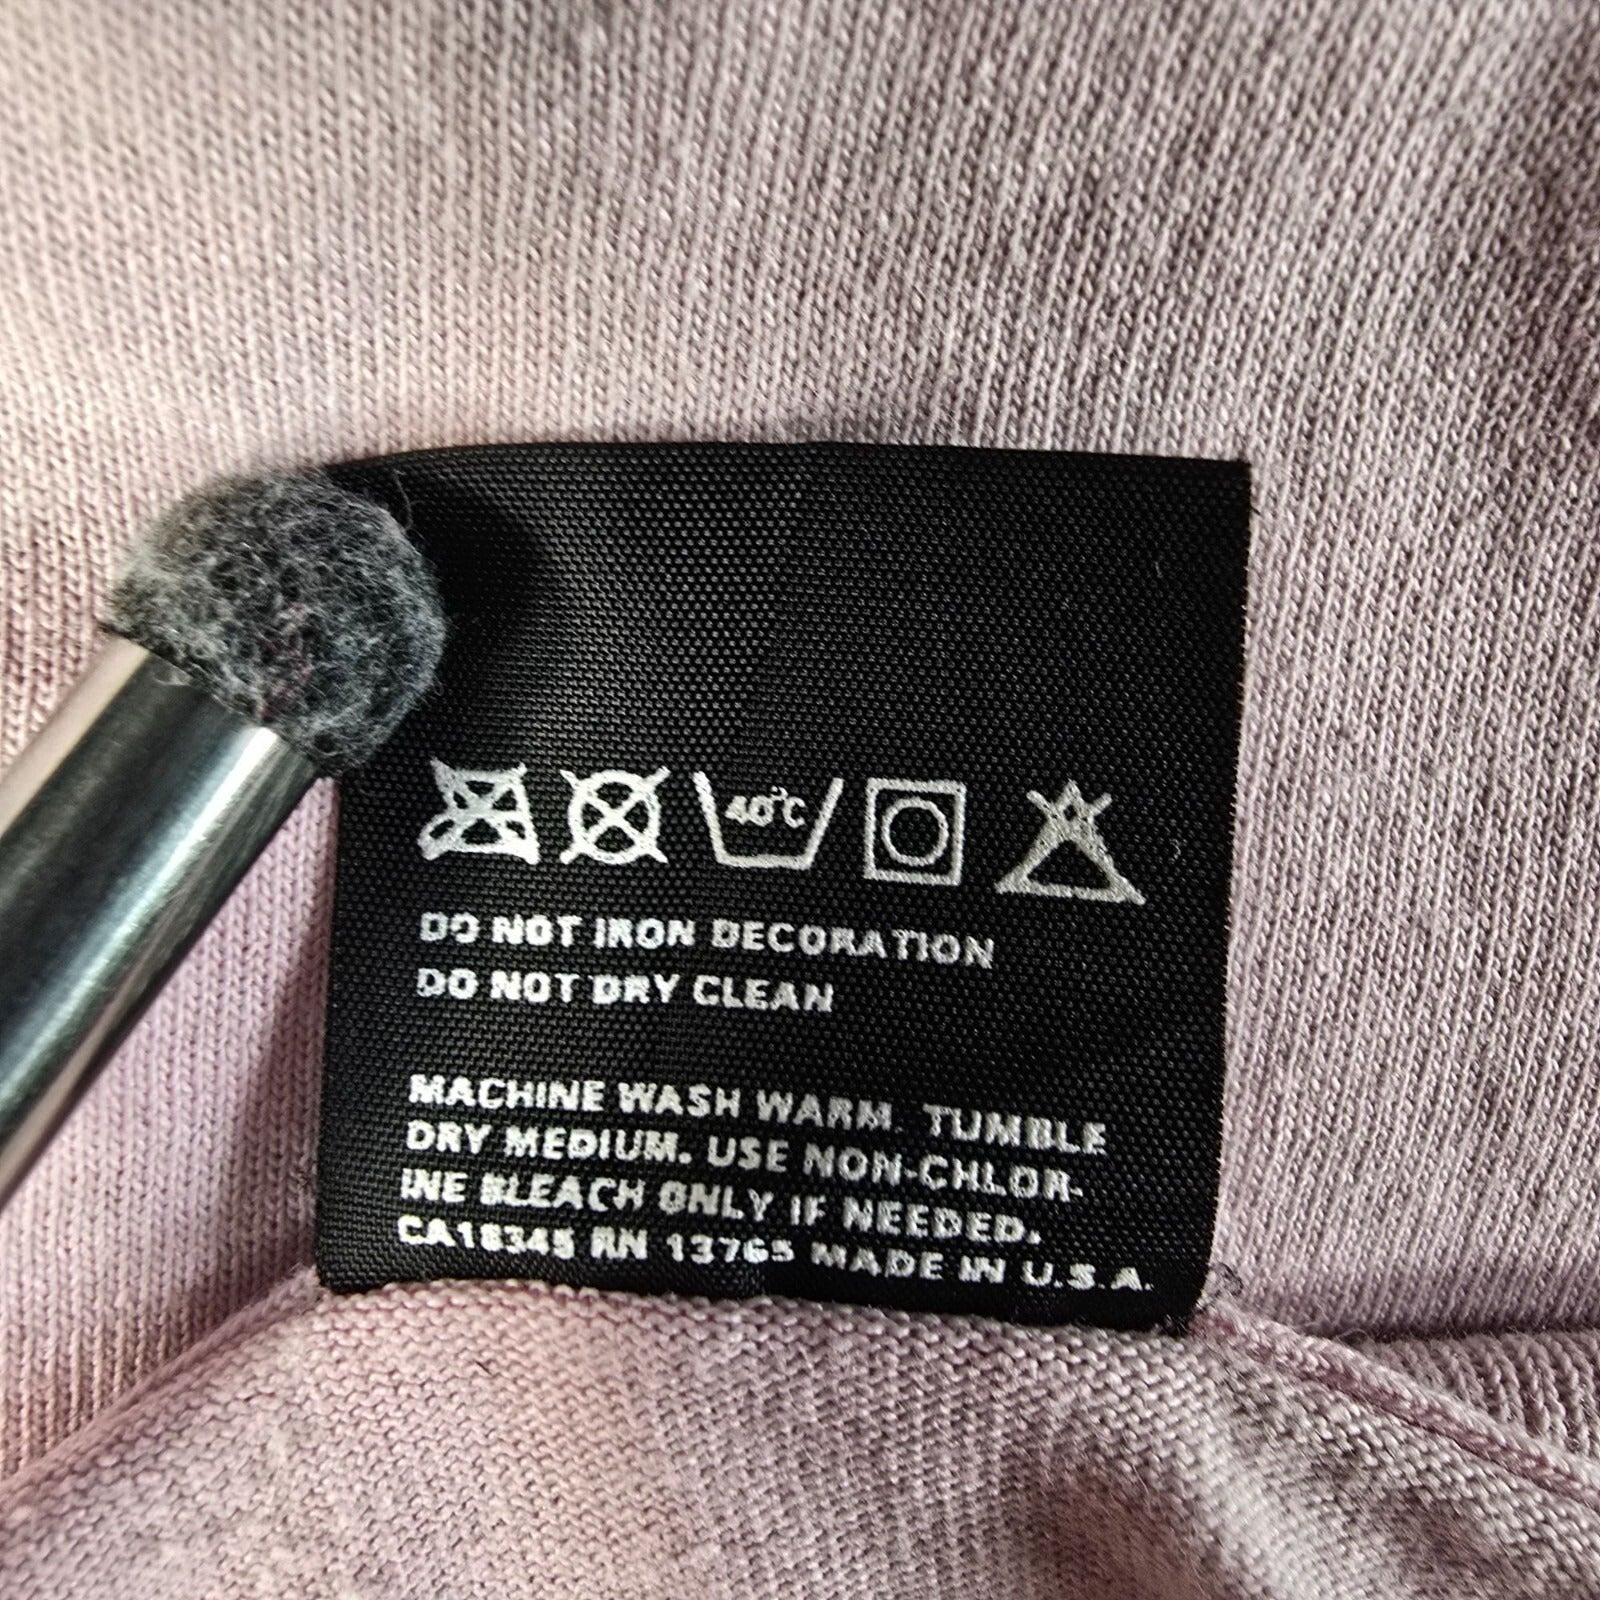 40°C
DO NOT IRON DECORATION
DO NOT DRY CLEAN
MACHINE WASH WARM. TUMBLE
DRY MEDIUM. USE NON-CHLOR-
INE BLEACH ONLY IF NEEDED.
CA18345 RN 13765 MADE IN U.S.A.